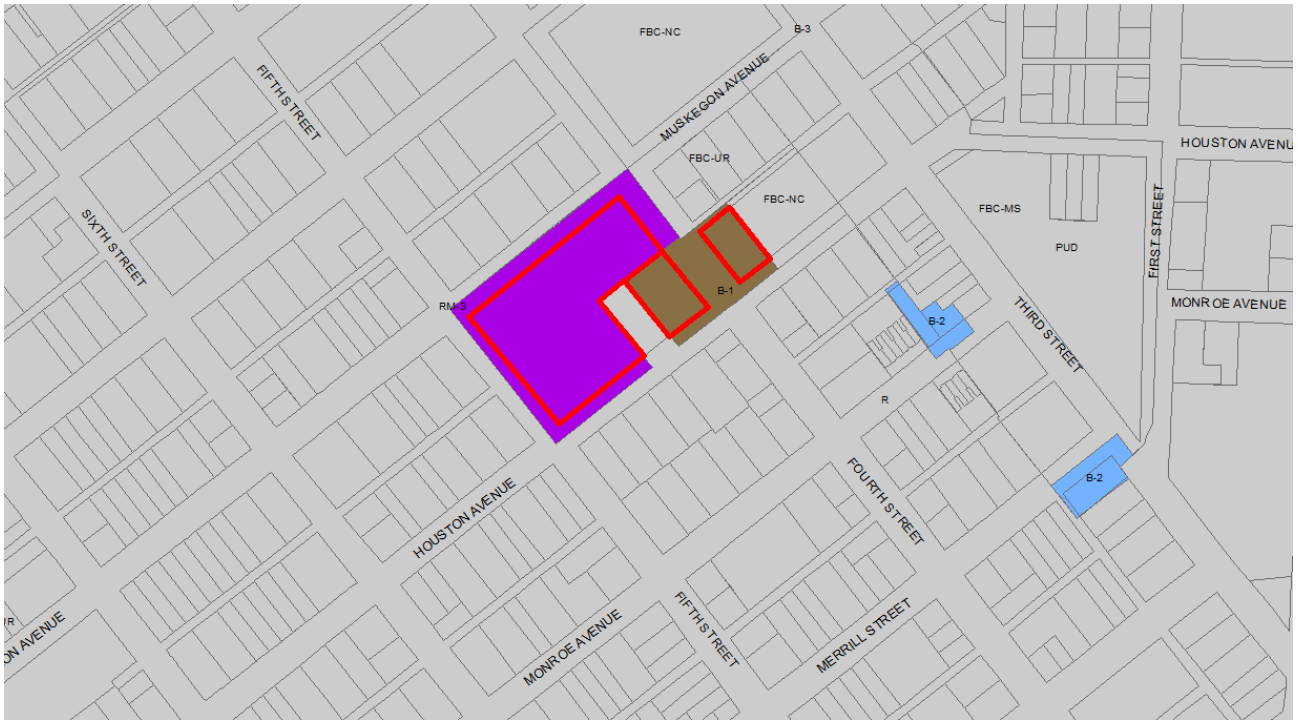 FBC-NC
B-3
MUSKEGON AVENUE
FIFTH STREET
HOUSTON AVENU
FBC-UR
FBC-NC
FBC-MS
SIXTH STREET
FIRST STREET
PUD
B-1
RM-3
MONROE AVENUE
B-2
THIRD STREET
R
B-2
FOURTH STREET
HOUSTON AVENUE
FIFTH STREET
MONROE AVENUE
MERRILL STREET
JR
ON AVENUE